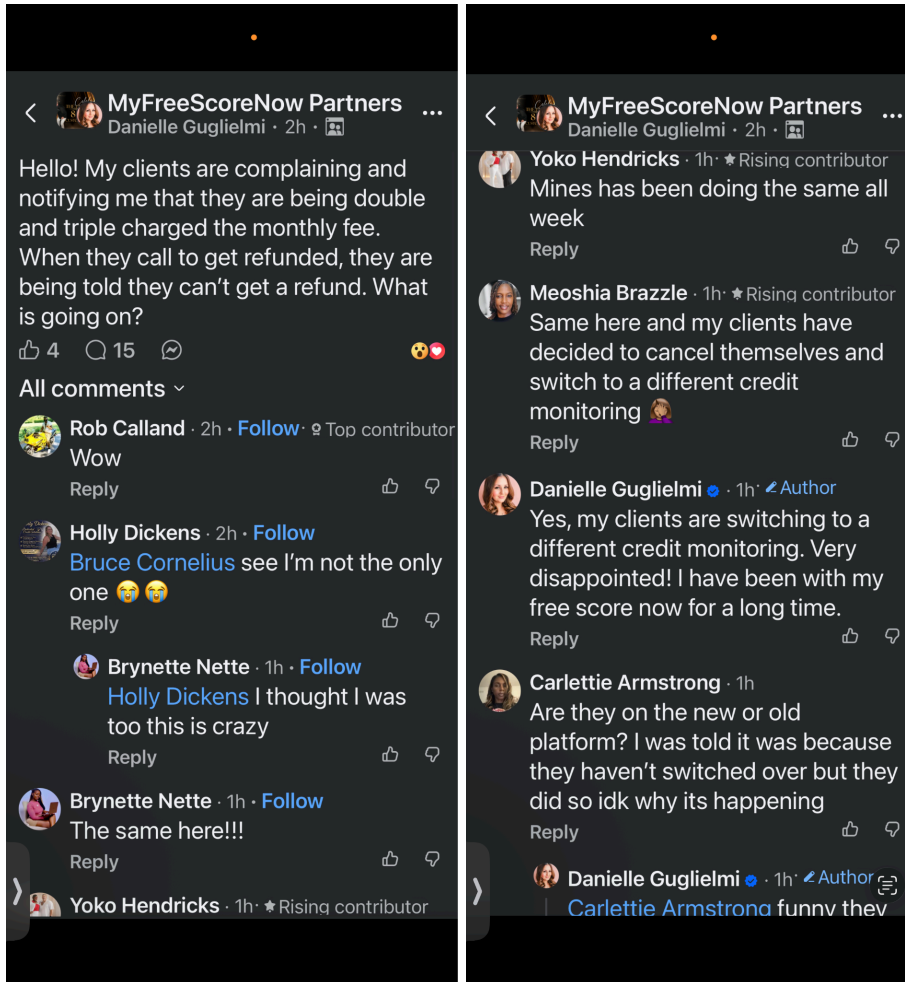 MyFreeScoreNow Partners
Danielle Guglielmi · 2h ·
Hello! My clients are complaining and
notifying me that they are being double
and triple charged the monthly fee.
When they call to get refunded, they are
being told they can't get a refund. What
is going on?
4 15
All comments
Rob Calland · 2h · Follow · Top contributor
Wow
Reply
Holly Dickens · 2h · Follow
Bruce Cornelius see I'm not the only
one 😭 😭
Reply
Brynette Nette · 1h · Follow
Holly Dickens I thought I was
too this is crazy
Reply
Brynette Nette · 1h · Follow
The same here!!!
Reply
Yoko Hendricks · 1h · Rising contributor
MyFreeScoreNow Partners
Danielle Guglielmi · 2h ·
Yoko Hendricks · 1h · Rising contributor
Mines has been doing the same all
week
Reply
Meoshia Brazzle · 1h · Rising contributor
Same here and my clients have
decided to cancel themselves and
switch to a different credit
monitoring 🤦🏽‍♀️
Reply
Danielle Guglielmi · 1h · Author
Yes, my clients are switching to a
different credit monitoring. Very
disappointed! I have been with my
free score now for a long time.
Reply
Carlettie Armstrong · 1h
Are they on the new or old
platform? I was told it was because
they haven't switched over but they
did so idk why its happening
Reply
Danielle Guglielmi · 1h · Author
Carlettie Armstrong funny they